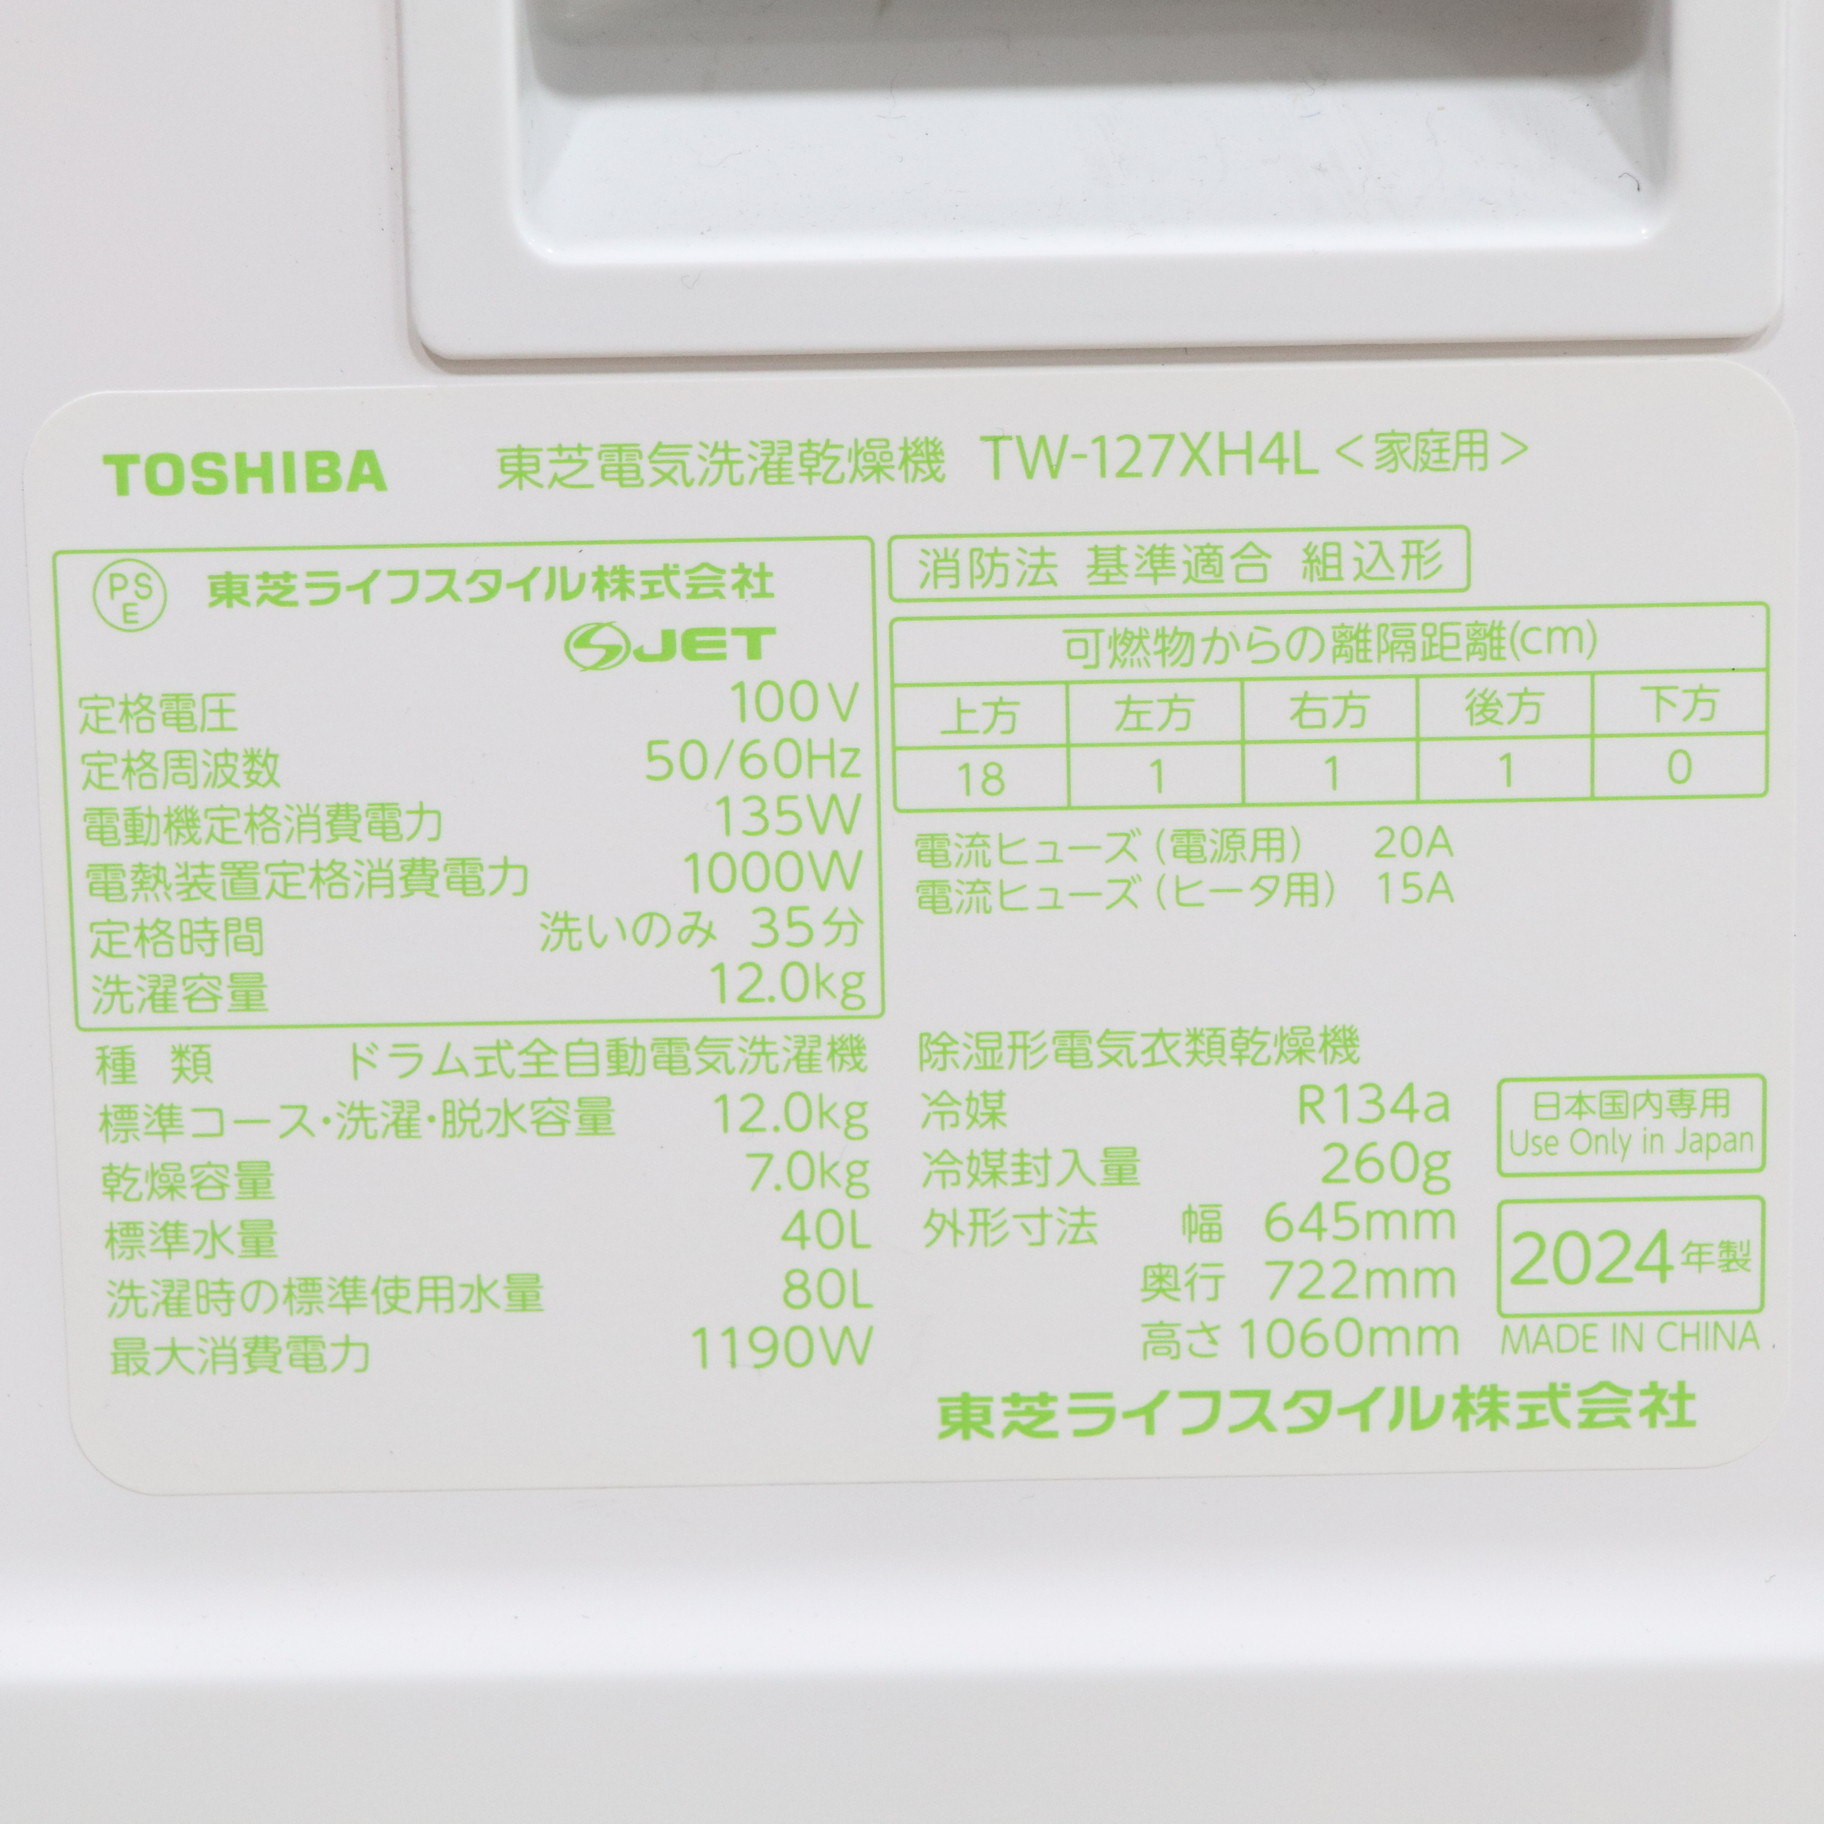 TOSHIBA 東芝電気洗濯乾燥機 TW-127XH4L <家庭用>
PS
E
東芝ライフスタイル株式会社
S JET
定格電圧 100V
定格周波数 50/60Hz
電動機定格消費電力 135W
電熱装置定格消費電力 1000W
定格時間 洗いのみ 35分
洗濯容量 12.0kg
種 類 ドラム式全自動電気洗濯機
標準コース・洗濯・脱水容量 12.0kg
乾燥容量 7.0kg
標準水量 40L
洗濯時の標準使用水量 80L
最大消費電力 1190W
消防法 基準適合 組込形
可燃物からの離隔距離(cm)
上方 左方 右方 後方 下方
18 1 1 1 0
電流ヒューズ(電源用) 20A
電流ヒューズ(ヒータ用) 15A
除湿形電気衣類乾燥機
冷媒 R134a
冷媒封入量 260g
外形寸法 幅 645mm
奥行 722mm
高さ 1060mm
日本国内専用
Use Only in Japan
2024年製
MADE IN CHINA
東芝ライフスタイル株式会社